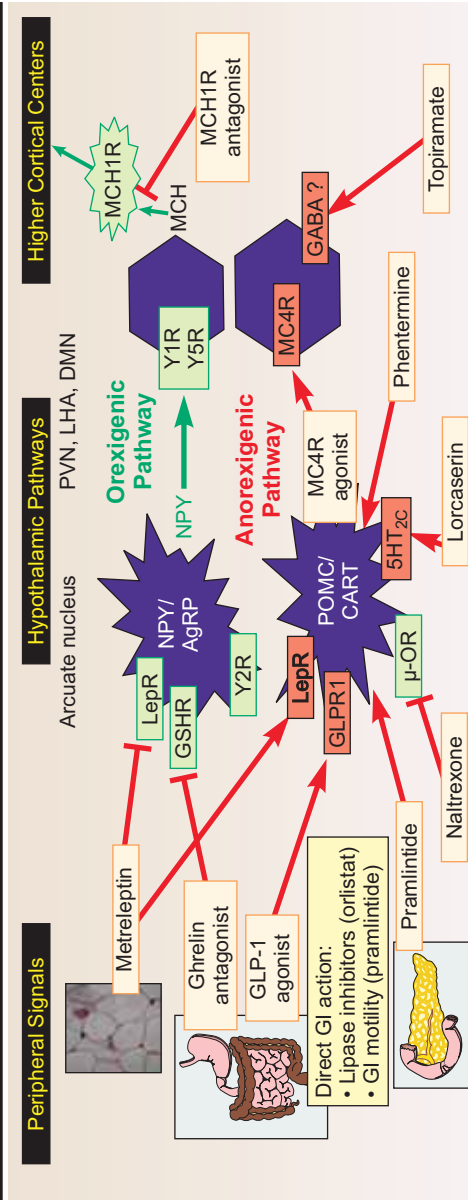 Peripheral Signals
Hypothalamic Pathways
Higher Cortical Centers
Arcuate nucleus
PVN, LHA, DMN
Metreleptin
Ghrelin
antagonist
GLP-1
agonist
Direct GI action:
• Lipase inhibitors (orlistat)
• GI motility (pramlintide)
Pramlintide
Naltrexone
LepR
GSHR
NPY/
AgRP
Y2R
NPY
Orexigenic
Pathway
Y1R
Y5R
MCH
MCH1R
MCH1R
antagonist
LepR
GLPR1
POMC/
CART
μ-OR
5HT2C
Anorexigenic
Pathway
MC4R
agonist
MC4R
GABA ?
Phentermine
Lorcaserin
Topiramate